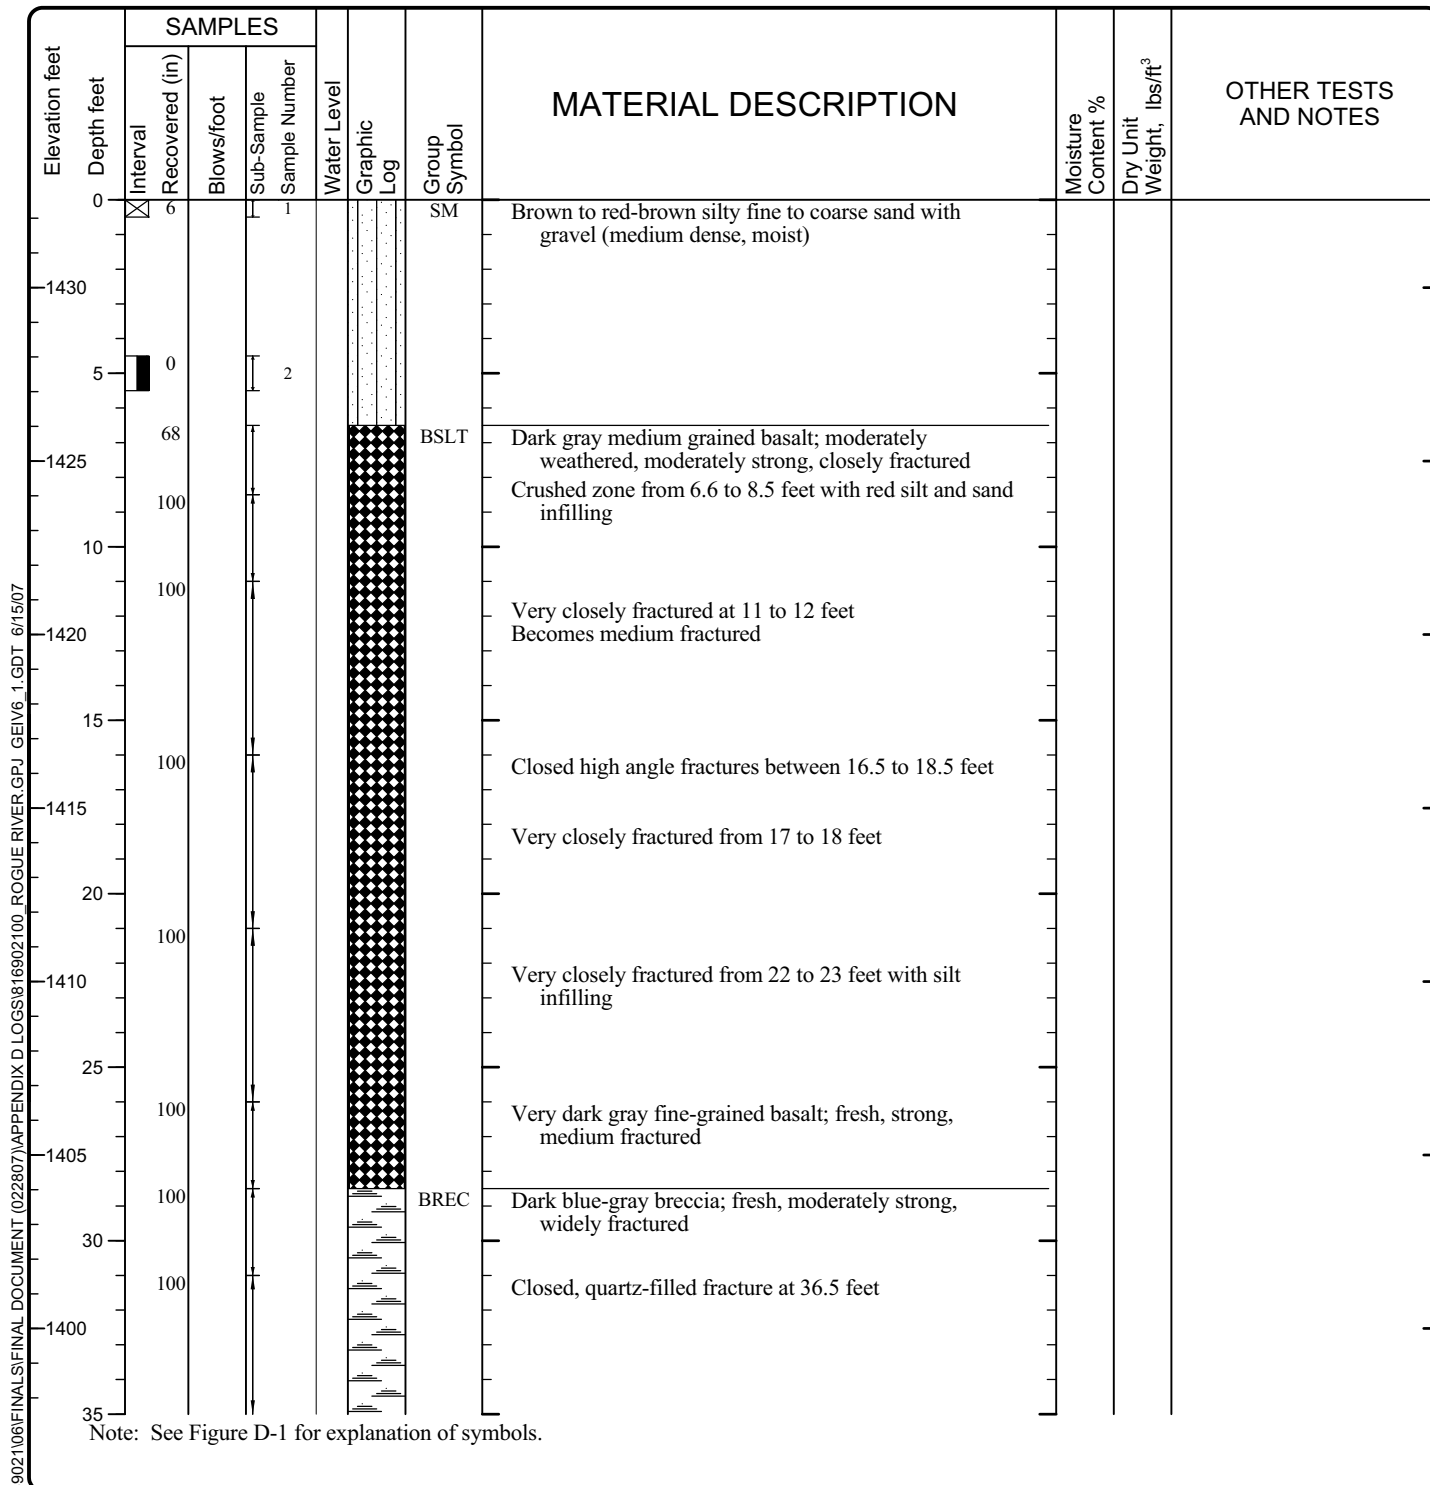 SAMPLES
Elevation feet
Depth feet
Interval
Recovered (in)
Blows/foot
Sub-Sample
Sample Number
Water Level
Graphic
Log
Group
Symbol
MATERIAL DESCRIPTION
Moisture
Content %
Dry Unit
Weight, lbs/ft³
OTHER TESTS
AND NOTES
0
6
1
SM
Brown to red-brown silty fine to coarse sand with
gravel (medium dense, moist)
1430
0
5
2
68
BSLT
Dark gray medium grained basalt; moderately
weathered, moderately strong, closely fractured
1425
Crushed zone from 6.6 to 8.5 feet with red silt and sand
infilling
100
10
100
Very closely fractured at 11 to 12 feet
1420
Becomes medium fractured
15
100
Closed high angle fractures between 16.5 to 18.5 feet
1415
Very closely fractured from 17 to 18 feet
20
100
Very closely fractured from 22 to 23 feet with silt
infilling
1410
25
100
Very dark gray fine-grained basalt; fresh, strong,
medium fractured
1405
100
BREC
Dark blue-gray breccia; fresh, moderately strong,
widely fractured
30
100
Closed, quartz-filled fracture at 36.5 feet
1400
35
Note: See Figure D-1 for explanation of symbols.
9021\06\FINALS\FINAL DOCUMENT (022807)\APPENDIX D LOGS\816902100_ROGUE RIVER.GPJ GEIV6_1.GDT 6/15/07